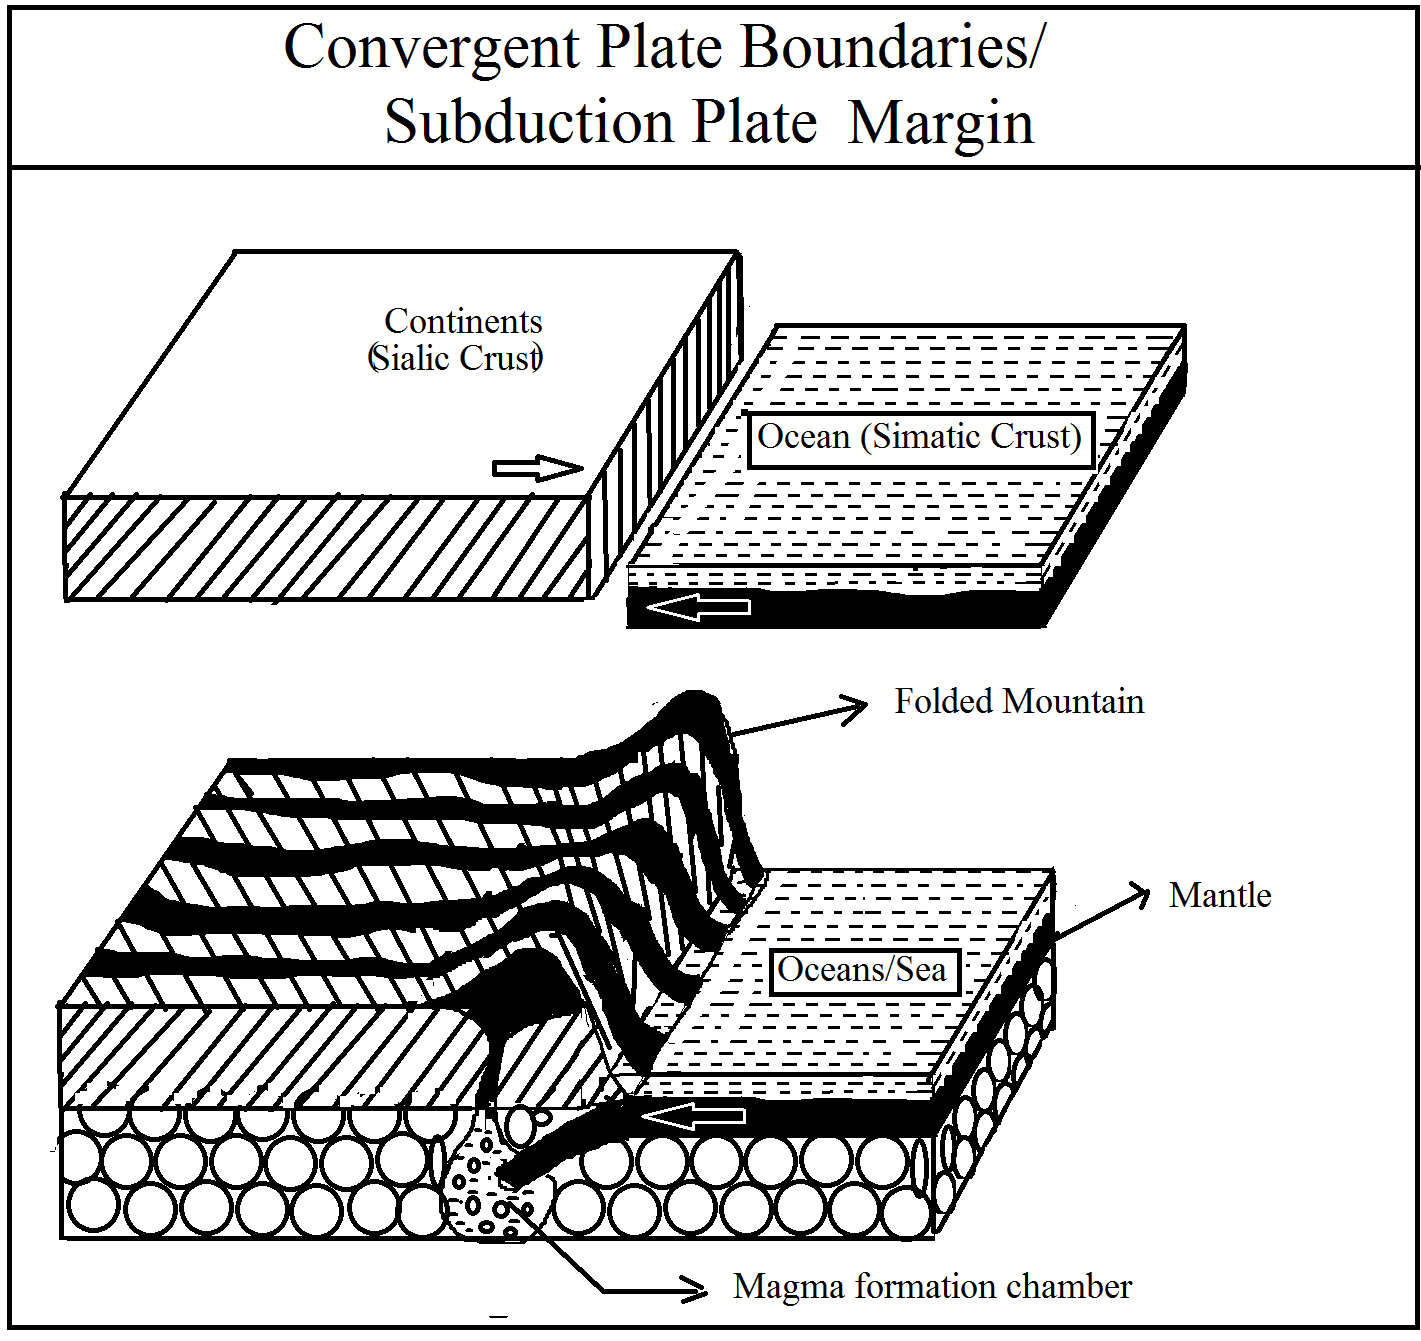 Convergent Plate Boundaries/
Subduction Plate Margin
Continents
(Sialic Crust)
Ocean (Simatic Crust)
Folded Mountain
Mantle
Oceans/Sea
Magma formation chamber